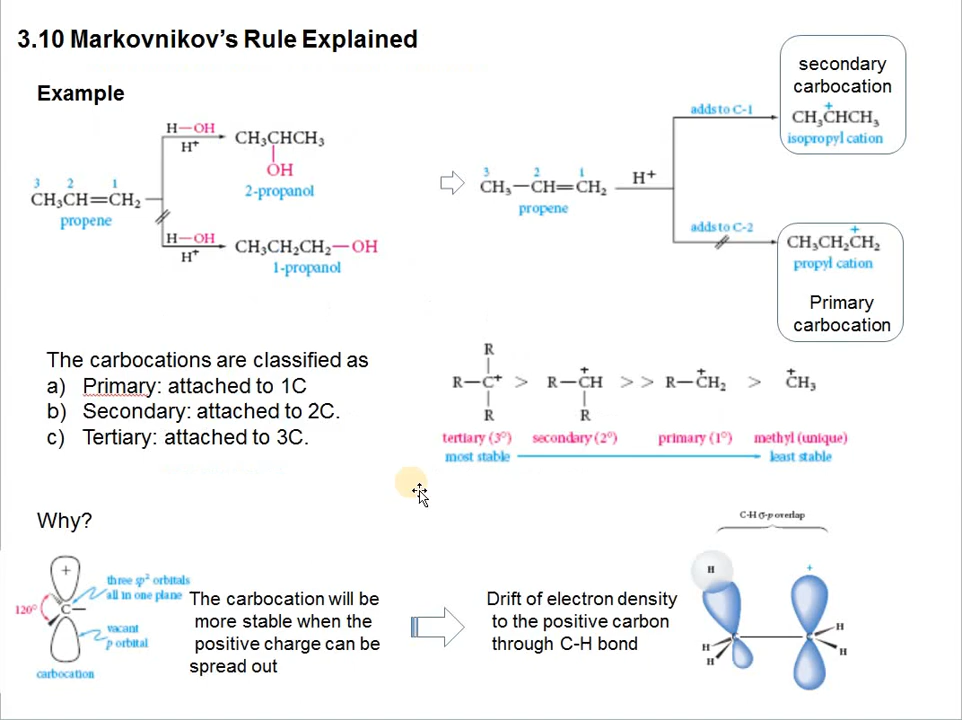 3.10 Markovnikov's Rule Explained
Example
H—OH
H⁺
CH₃CHCH₃
OH
2-propanol
3 2 1
CH₃CH=CH₂
propene
H—OH
H⁺
CH₃CH₂CH₂—OH
1-propanol
3 2 1
CH₃—CH=CH₂
propene
H⁺
adds to C-1
secondary
carbocation
+
CH₃CHCH₃
isopropyl cation
adds to C-2
+
CH₃CH₂CH₂
propyl cation
Primary
carbocation
The carbocations are classified as
a) Primary: attached to 1C
b) Secondary: attached to 2C.
c) Tertiary: attached to 3C.
R
+ + +
R—C⁺ > R—CH >> R—CH₂ > CH₃
R R
tertiary (3°) secondary (2°) primary (1°) methyl (unique)
most stable least stable
Why?
+
three sp² orbitals
all in one plane
120°
C
vacant
p orbital
carbocation
The carbocation will be
more stable when the
positive charge can be
spread out
Drift of electron density
to the positive carbon
through C-H bond
C-H σ-p overlap
H
+
C C
H
H
H
H